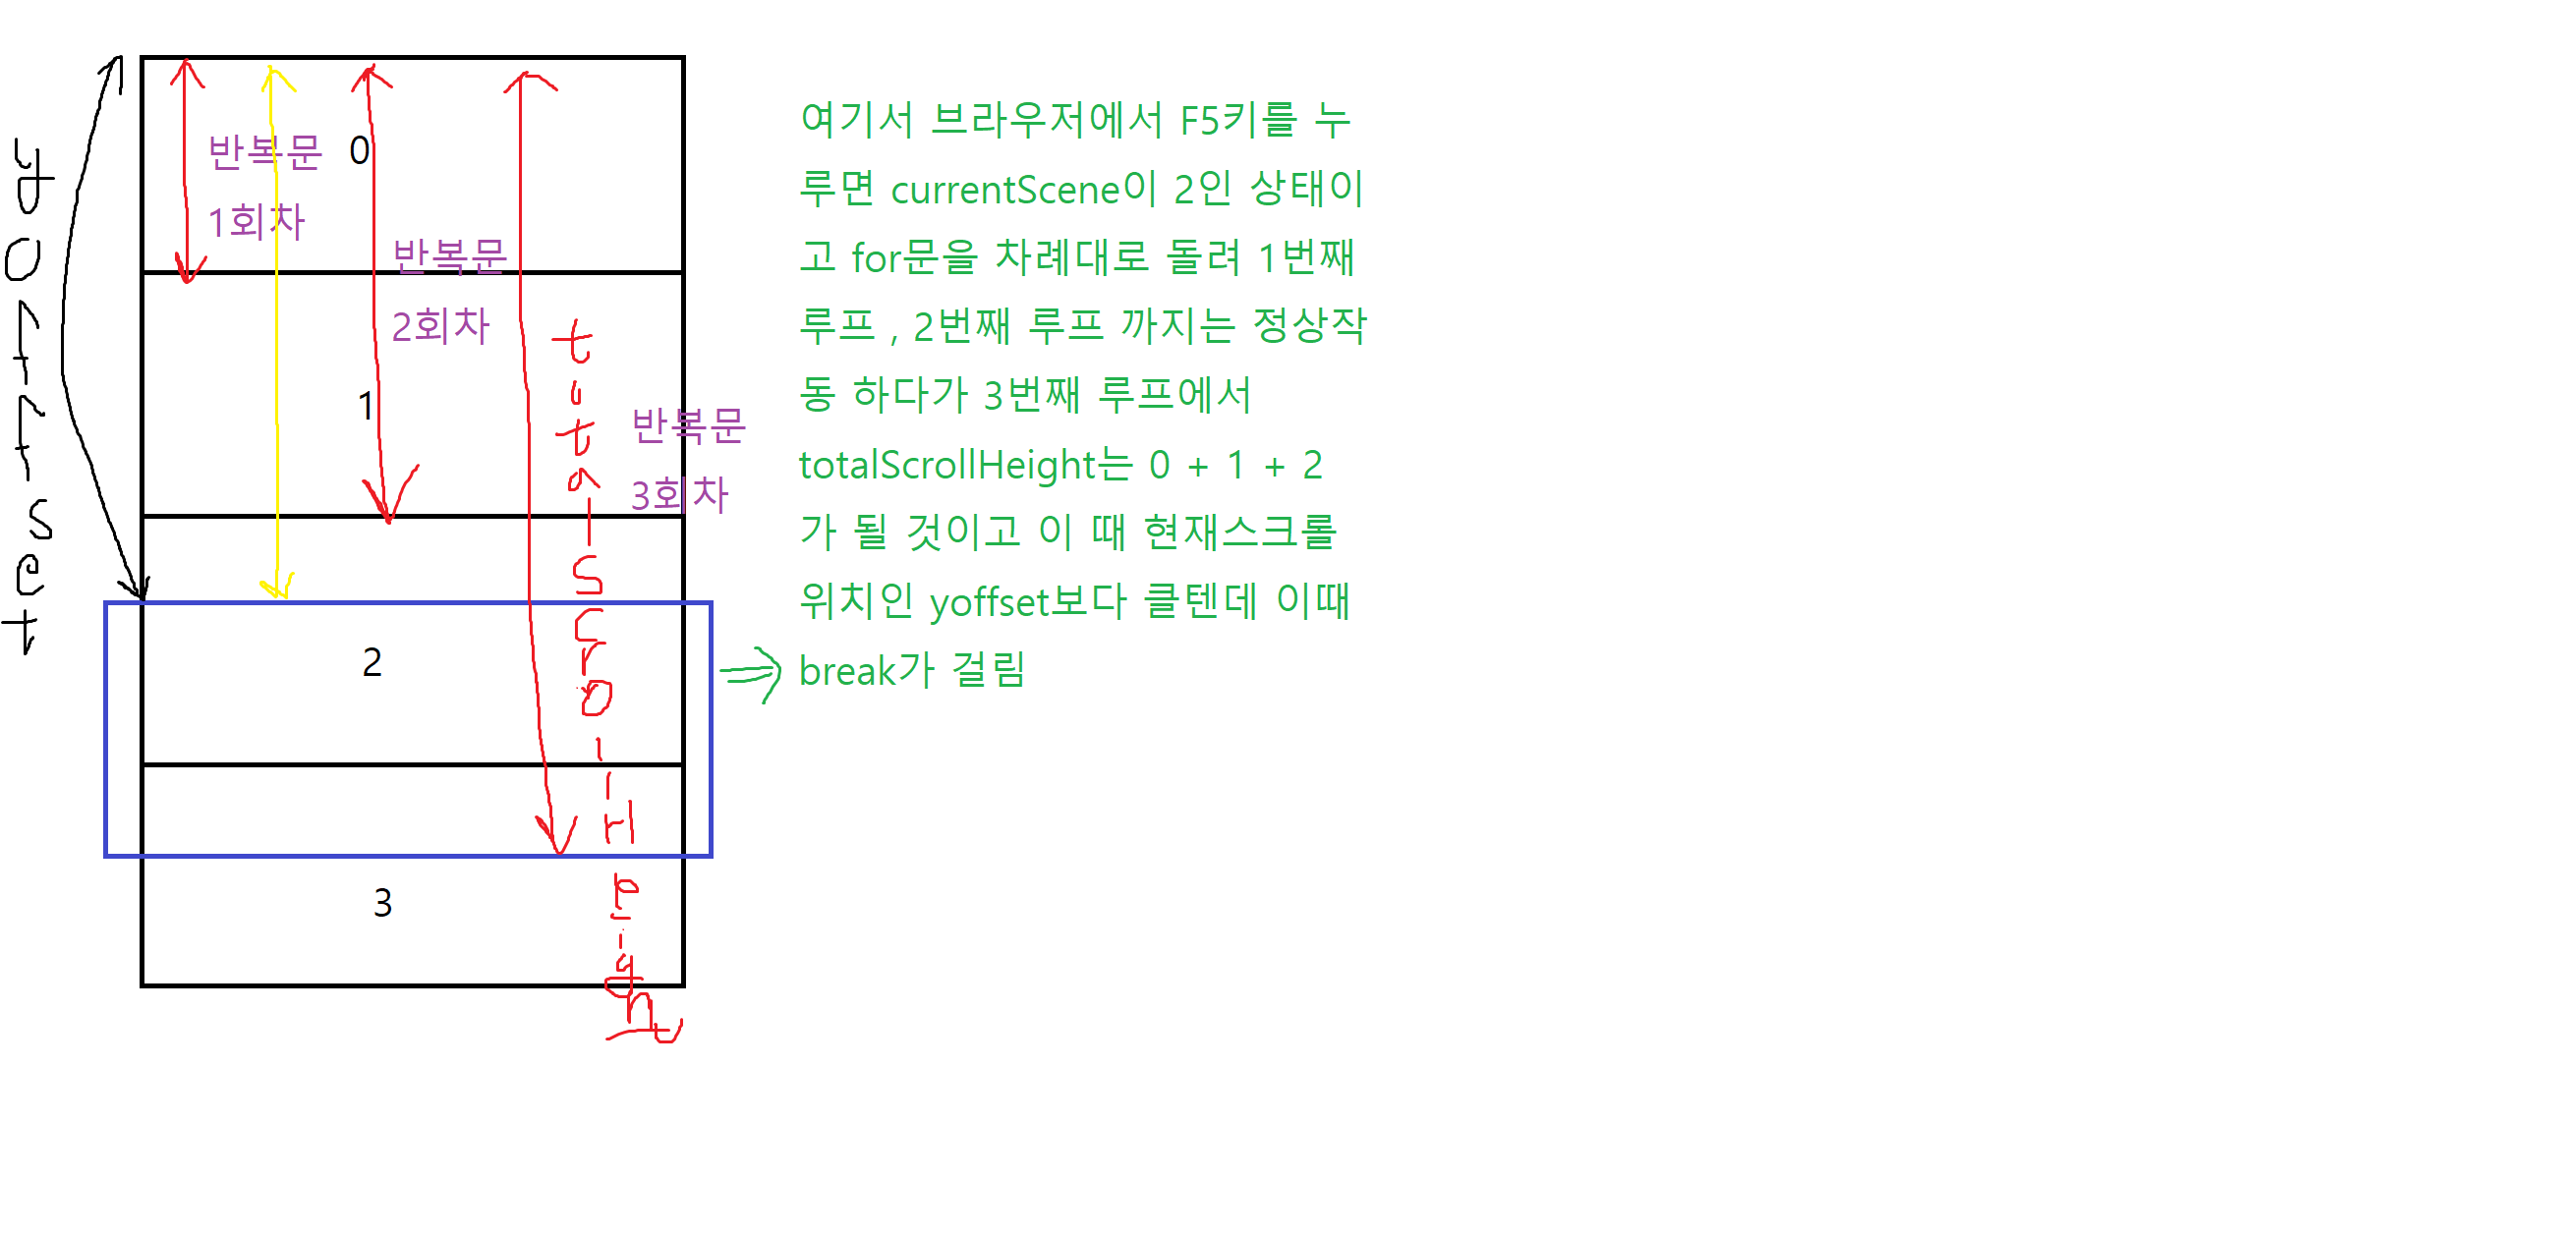 yoffset
반복문
1회차
0
반복문
2회차
1
반복문
3회차
totalScrollHeight
2
3
여기서 브라우저에서 F5키를 누
루면 currentScene이 2인 상태이
고 for문을 차례대로 돌려 1번째
루프 , 2번째 루프 까지는 정상작
동 하다가 3번째 루프에서
totalScrollHeight는 0 + 1 + 2
가 될 것이고 이 때 현재스크롤
위치인 yoffset보다 클텐데 이때
break가 걸림